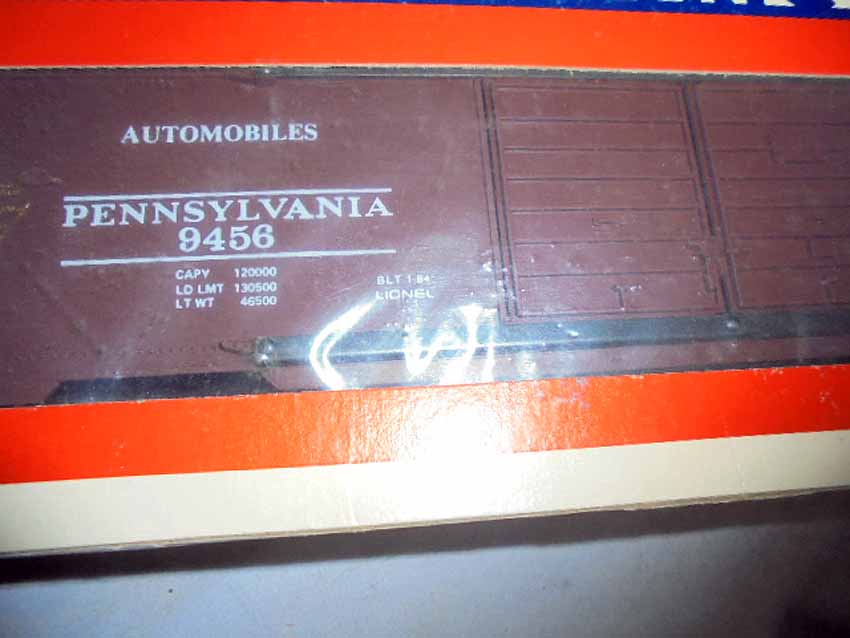 AUTOMOBILES
PENNSYLVANIA
9456
CAPY 120000
LD LMT 130500
LT WT 46500
BLT 1-84
LIONEL